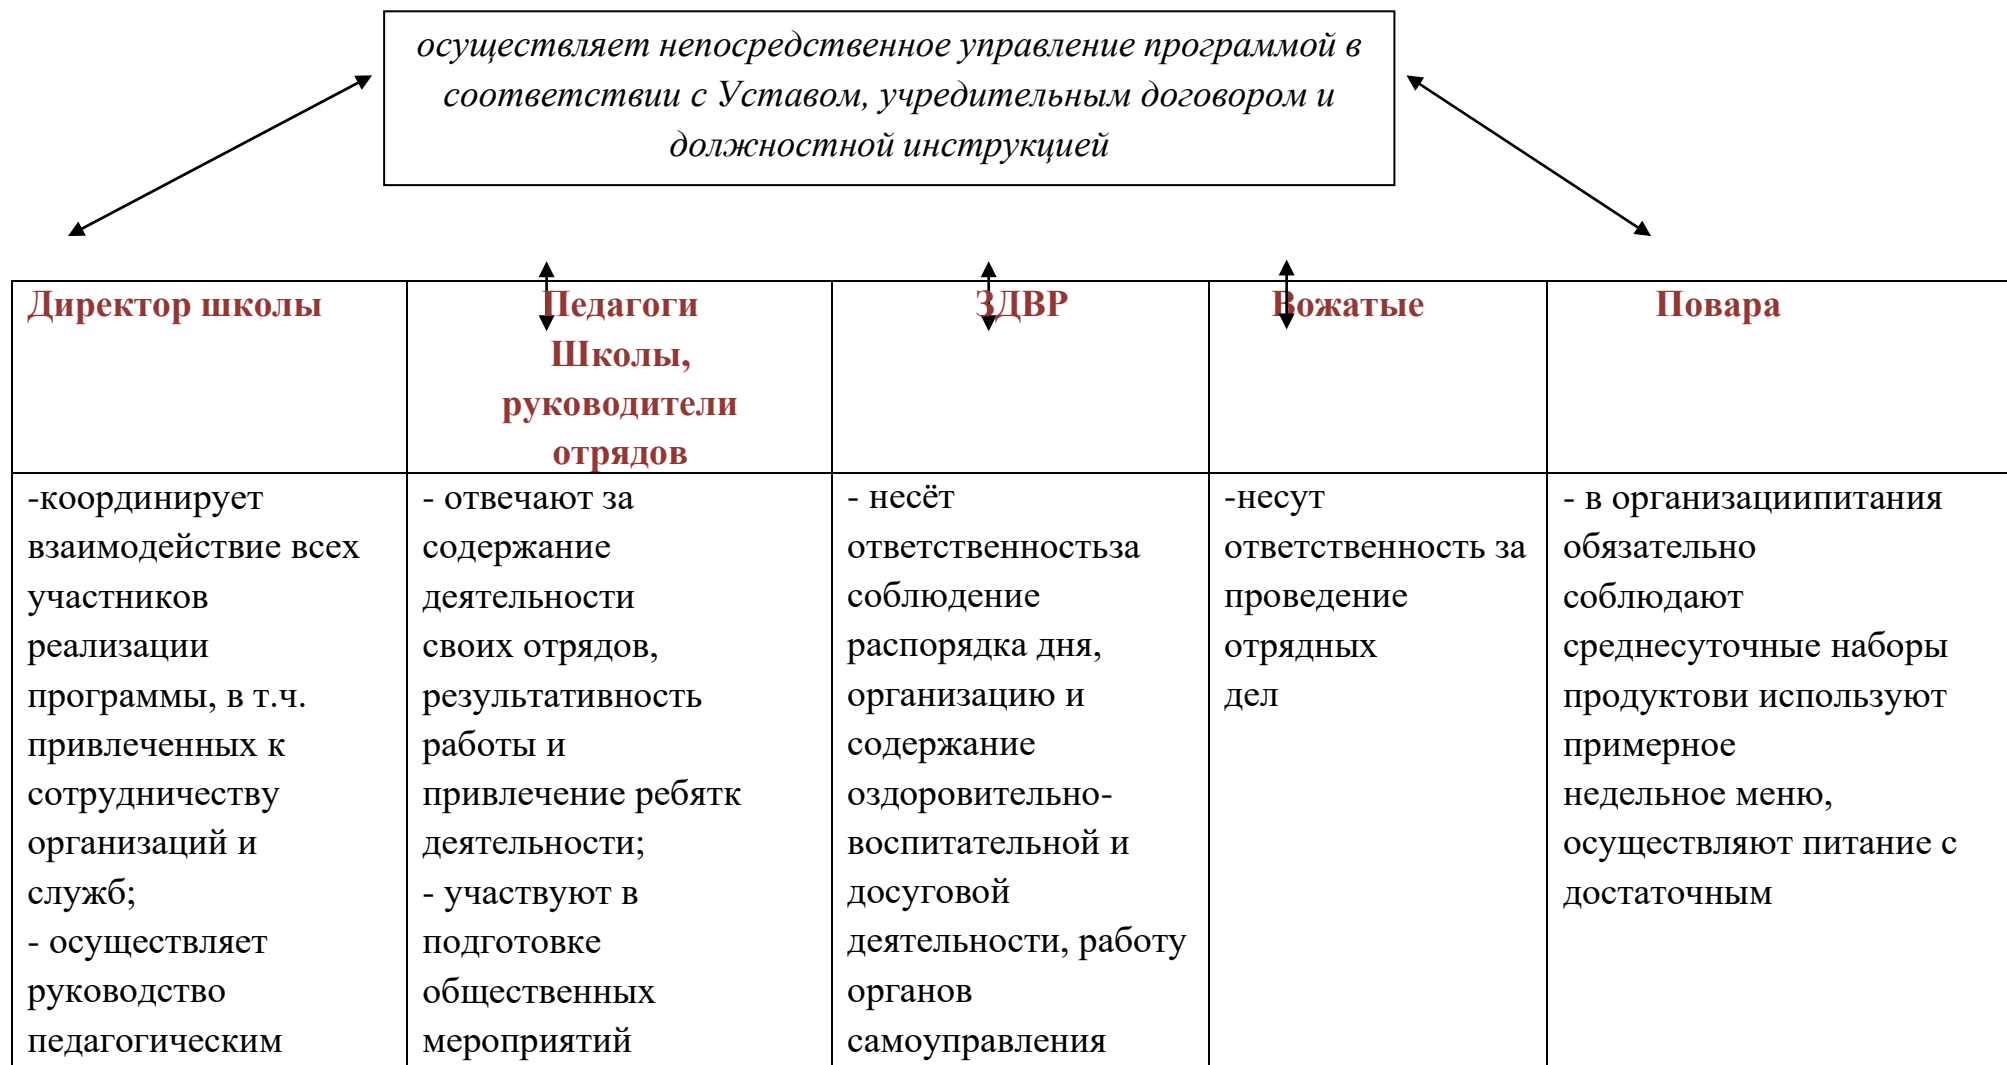 осуществляет непосредственное управление программой в
соответствии с Уставом, учредительным договором и
должностной инструкцией
Директор школы
Педагоги
Школы,
руководители
отрядов
ЗДВР
Вожатые
Повара
-координирует
взаимодействие всех
участников
реализации
программы, в т.ч.
привлеченных к
сотрудничеству
организаций и
служб;
- осуществляет
руководство
педагогическим
- отвечают за
содержание
деятельности
своих отрядов,
результативность
работы и
привлечение ребятк
деятельности;
- участвуют в
подготовке
общественных
мероприятий
- несёт
ответственностьза
соблюдение
распорядка дня,
организацию и
содержание
оздоровительно-
воспитательной и
досуговой
деятельности, работу
органов
самоуправления
-несут
ответственность за
проведение
отрядных
дел
- в организациипитания
обязательно
соблюдают
среднесуточные наборы
продуктови используют
примерное
недельное меню,
осуществляют питание с
достаточным